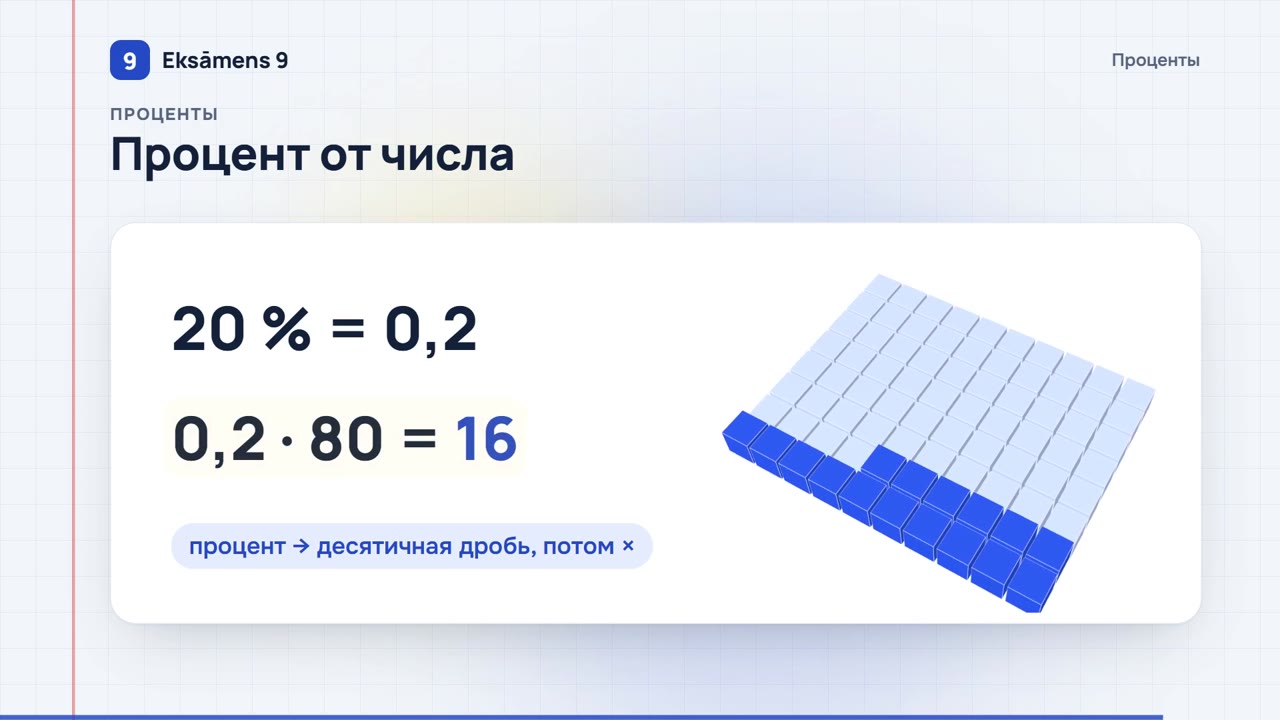 9 Eksāmens 9
Проценты
ПРОЦЕНТЫ
Процент от числа
20 % = 0,2
0,2 · 80 = 16
процент → десятичная дробь, потом ×